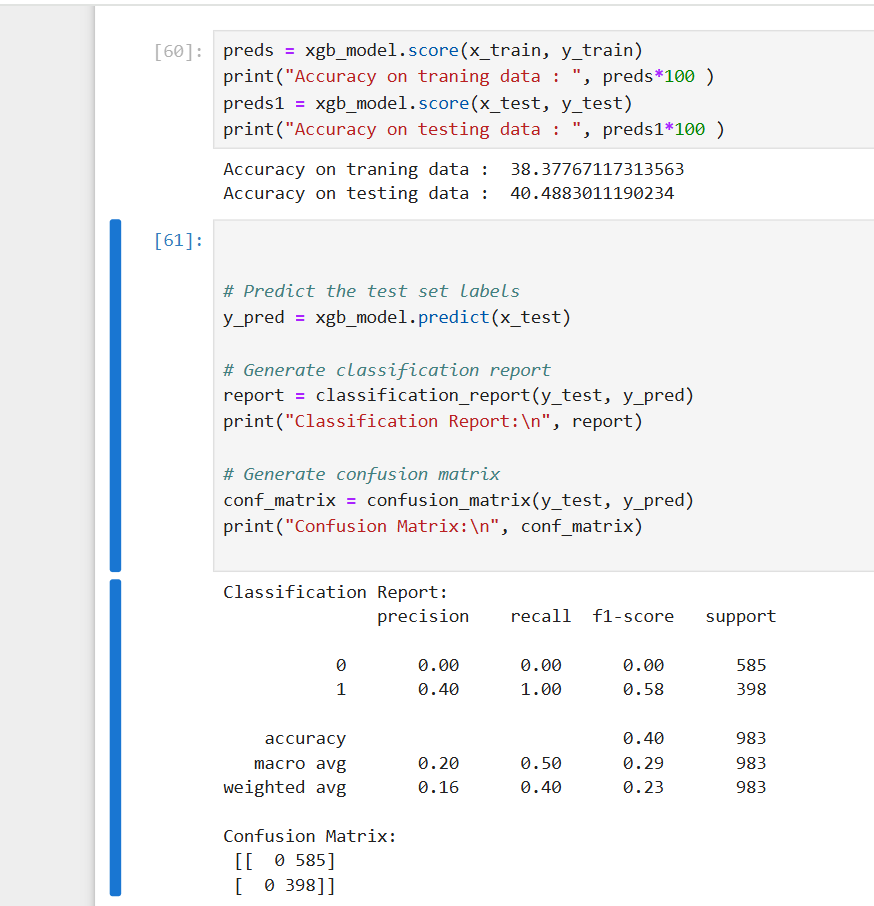 [60]: preds = xgb_model.score(x_train, y_train)
print("Accuracy on traning data : ", preds*100 )
preds1 = xgb_model.score(x_test, y_test)
print("Accuracy on testing data : ", preds1*100 )
Accuracy on traning data :  38.37767117313563
Accuracy on testing data :  40.4883011190234
[61]:
# Predict the test set labels
y_pred = xgb_model.predict(x_test)
# Generate classification report
report = classification_report(y_test, y_pred)
print("Classification Report:\n", report)
# Generate confusion matrix
conf_matrix = confusion_matrix(y_test, y_pred)
print("Confusion Matrix:\n", conf_matrix)
Classification Report:
precision    recall  f1-score   support
0       0.00      0.00      0.00       585
1       0.40      1.00      0.58       398
accuracy                           0.40       983
macro avg       0.20      0.50      0.29       983
weighted avg       0.16      0.40      0.23       983
Confusion Matrix:
[[  0 585]
[  0 398]]